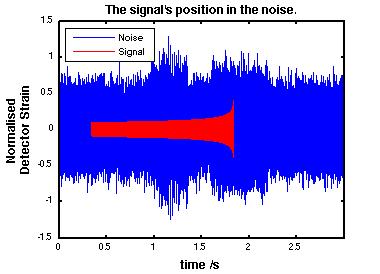 The signal's position in the noise.
Noise
Signal
Normalised
Detector Strain
1.5
1
0.5
0
-0.5
-1
-1.5
0
0.5
1
1.5
2
2.5
time /s